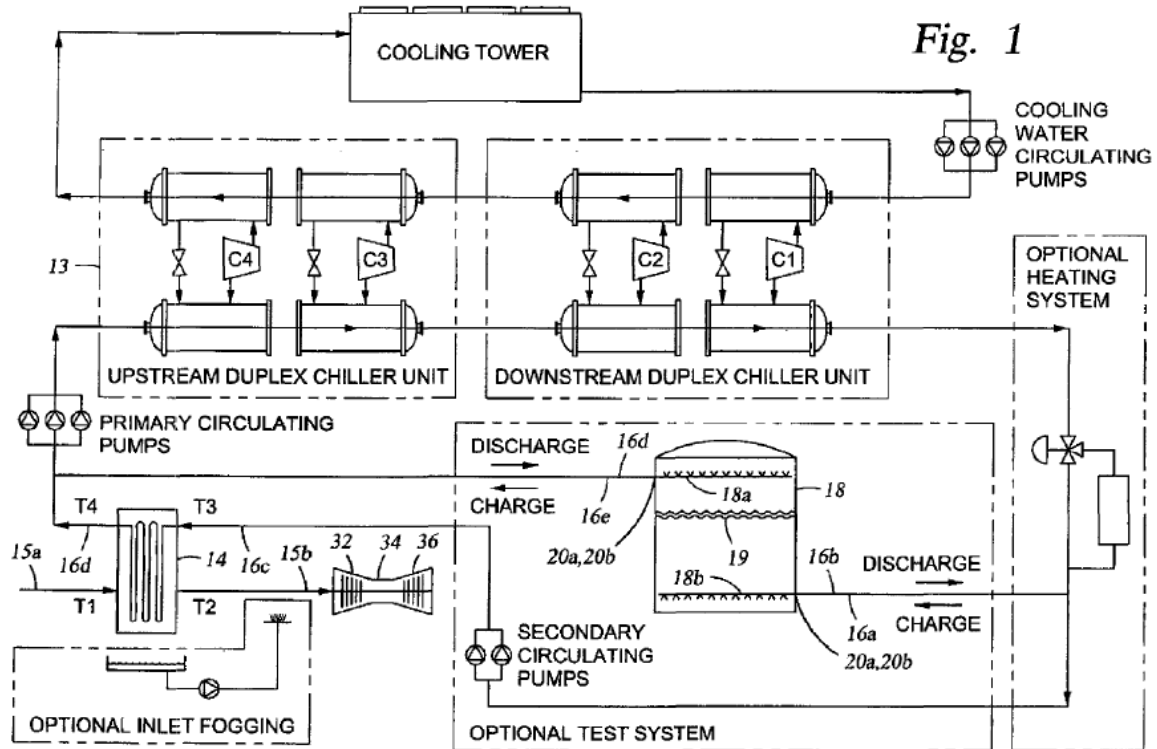 Fig. 1
COOLING TOWER
COOLING
WATER
CIRCULATING
PUMPS
13
C4
C3
C2
C1
OPTIONAL
HEATING
SYSTEM
UPSTREAM DUPLEX CHILLER UNIT
DOWNSTREAM DUPLEX CHILLER UNIT
PRIMARY CIRCULATING
PUMPS
DISCHARGE
16d
CHARGE
16e
18a
18
20a,20b
19
T4
T3
16d
14
16c
15a
15b
32
34
36
T1
T2
18b
16b
DISCHARGE
16a
CHARGE
20a,20b
SECONDARY
CIRCULATING
PUMPS
OPTIONAL INLET FOGGING
OPTIONAL TEST SYSTEM